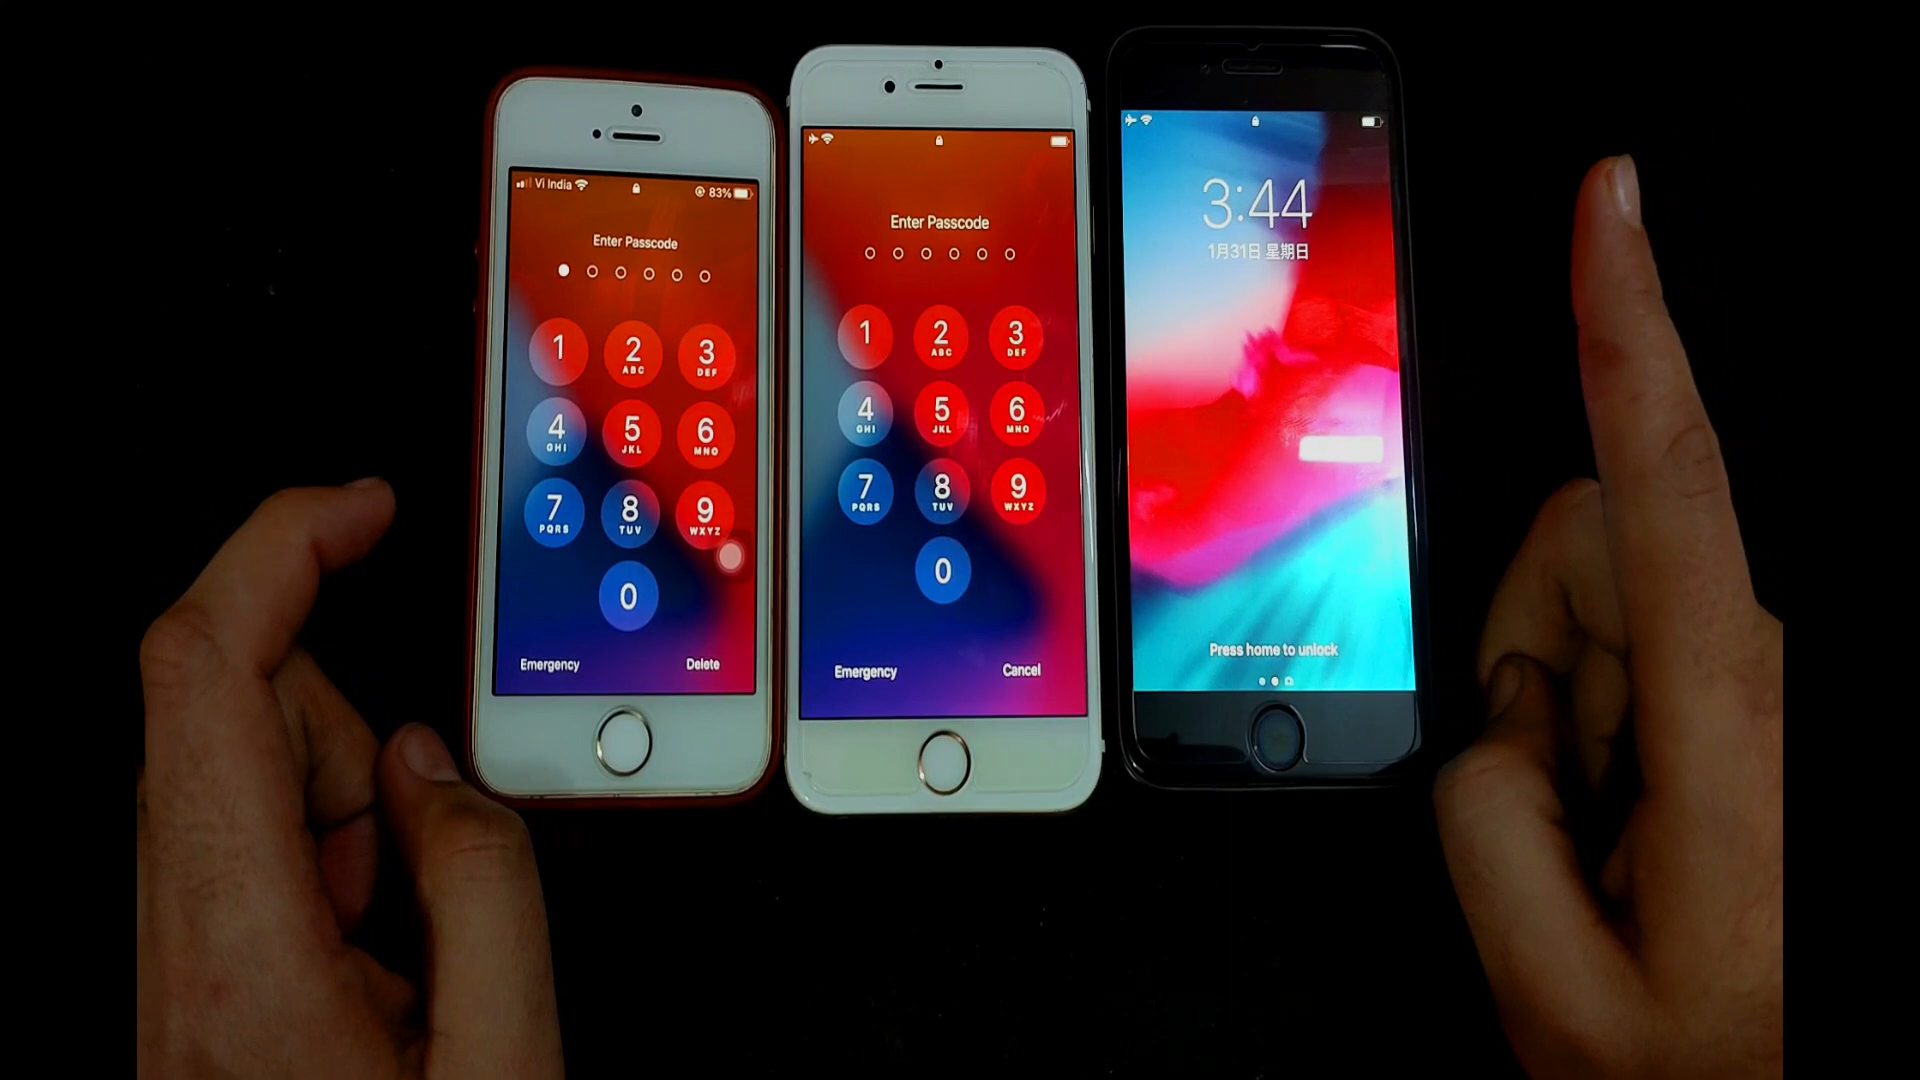 Vi India 83%
Enter Passcode
1 2 3
ABC DEF
4 5 6
GHI JKL MNO
7 8 9
PQRS TUV WXYZ
0
Emergency Delete
Enter Passcode
1 2 3
ABC DEF
4 5 6
GHI JKL MNO
7 8 9
PQRS TUV WXYZ
0
Emergency Cancel
3:44
1月31日 星期日
Press home to unlock